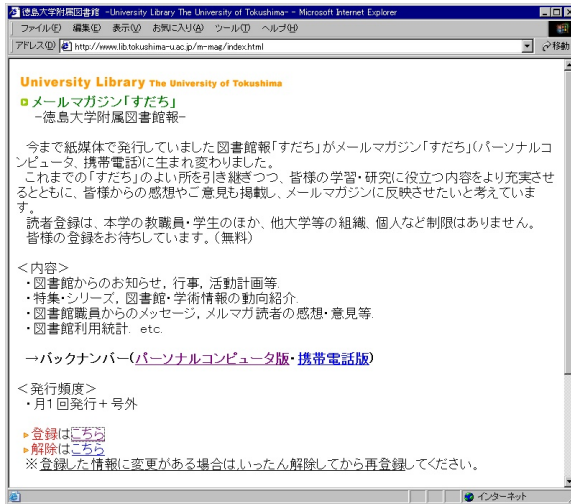 徳島大学附属図書館 -University Library The University of Tokushima- - Microsoft Internet Explorer
ファイル(F) 編集(E) 表示(V) お気に入り(A) ツール(T) ヘルプ(H)
アドレス(D) http://www.lib.tokushima-u.ac.jp/m-mag/index.html 移動
University Library The University of Tokushima
メールマガジン「すだち」
-徳島大学附属図書館報-
今まで紙媒体で発行していました図書館報「すだち」がメールマガジン「すだち」(パーソナルコ
ンピュータ、携帯電話)に生まれ変わりました。
これまでの「すだち」のよい所を引き継ぎつつ、皆様の学習・研究に役立つ内容をより充実させ
るとともに、皆様からの感想やご意見も掲載し、メールマガジンに反映させたいと考えていま
す。
読者登録は、本学の教職員・学生のほか、他大学等の組織、個人など制限はありません。
皆様の登録をお待ちしています。(無料)
<内容>
・図書館からのお知らせ, 行事, 活動計画等.
・特集・シリーズ, 図書館・学術情報の動向紹介.
・図書館職員からのメッセージ, メルマガ読者の感想・意見等.
・図書館利用統計. etc.
→バックナンバー(パーソナルコンピュータ版・携帯電話版)
<発行頻度>
・月1回発行+号外
登録はこちら
解除はこちら
※登録した情報に変更がある場合は,いったん解除してから再登録してください。
インターネット